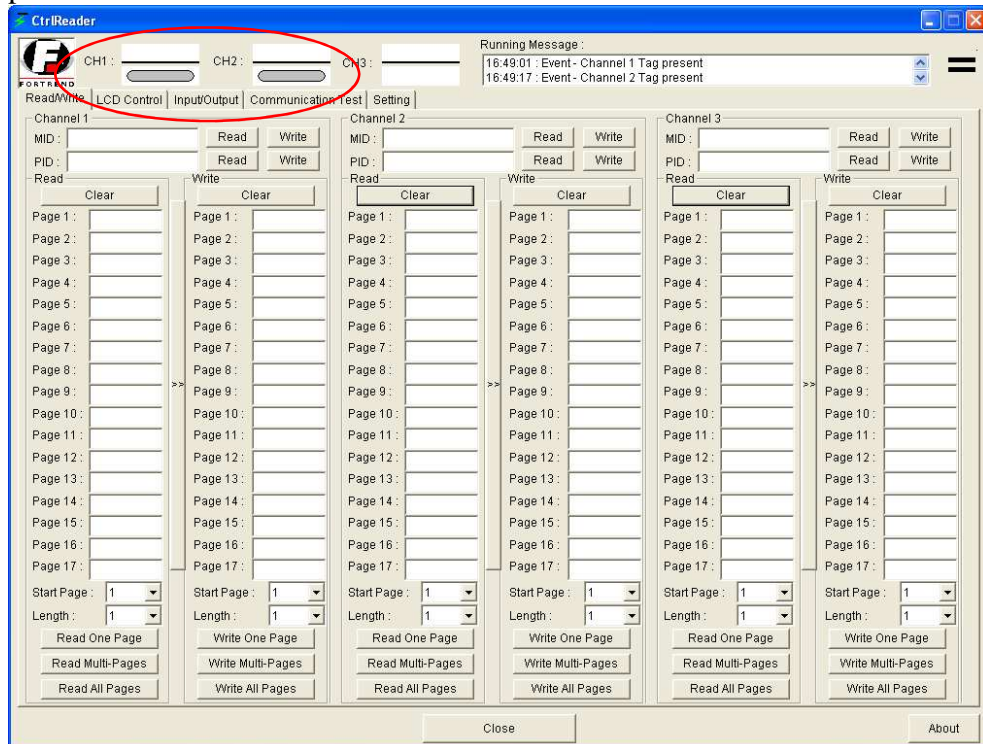 CtrlReader
FORTREND
CH1 : CH2 : CH3 :
Running Message :
16:49:01 : Event - Channel 1 Tag present
16:49:17 : Event - Channel 2 Tag present
Read/Write LCD Control Input/Output Communication Test Setting
Channel 1 Channel 2 Channel 3
MID : Read Write MID : Read Write MID : Read Write
PID : Read Write PID : Read Write PID : Read Write
Read Write Read Write Read Write
Clear Clear Clear Clear Clear Clear
Page 1 : Page 1 : Page 1 : Page 1 : Page 1 : Page 1 :
Page 2 : Page 2 : Page 2 : Page 2 : Page 2 : Page 2 :
Page 3 : Page 3 : Page 3 : Page 3 : Page 3 : Page 3 :
Page 4 : Page 4 : Page 4 : Page 4 : Page 4 : Page 4 :
Page 5 : Page 5 : Page 5 : Page 5 : Page 5 : Page 5 :
Page 6 : Page 6 : Page 6 : Page 6 : Page 6 : Page 6 :
Page 7 : Page 7 : Page 7 : Page 7 : Page 7 : Page 7 :
Page 8 : Page 8 : Page 8 : Page 8 : Page 8 : Page 8 :
Page 9 : >> Page 9 : Page 9 : >> Page 9 : Page 9 : >> Page 9 :
Page 10 : Page 10 : Page 10 : Page 10 : Page 10 : Page 10 :
Page 11 : Page 11 : Page 11 : Page 11 : Page 11 : Page 11 :
Page 12 : Page 12 : Page 12 : Page 12 : Page 12 : Page 12 :
Page 13 : Page 13 : Page 13 : Page 13 : Page 13 : Page 13 :
Page 14 : Page 14 : Page 14 : Page 14 : Page 14 : Page 14 :
Page 15 : Page 15 : Page 15 : Page 15 : Page 15 : Page 15 :
Page 16 : Page 16 : Page 16 : Page 16 : Page 16 : Page 16 :
Page 17 : Page 17 : Page 17 : Page 17 : Page 17 : Page 17 :
Start Page : 1 Start Page : 1 Start Page : 1 Start Page : 1 Start Page : 1 Start Page : 1
Length : 1 Length : 1 Length : 1 Length : 1 Length : 1 Length : 1
Read One Page Write One Page Read One Page Write One Page Read One Page Write One Page
Read Multi-Pages Write Multi-Pages Read Multi-Pages Write Multi-Pages Read Multi-Pages Write Multi-Pages
Read All Pages Write All Pages Read All Pages Write All Pages Read All Pages Write All Pages
Close About